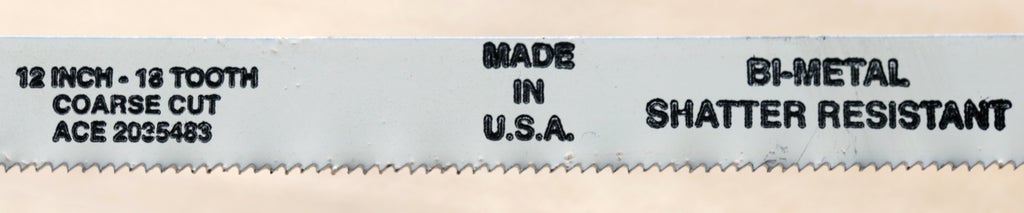 12 INCH - 18 TOOTH
COARSE CUT
ACE 2035483
MADE
IN
U.S.A.
BI-METAL
SHATTER RESISTANT